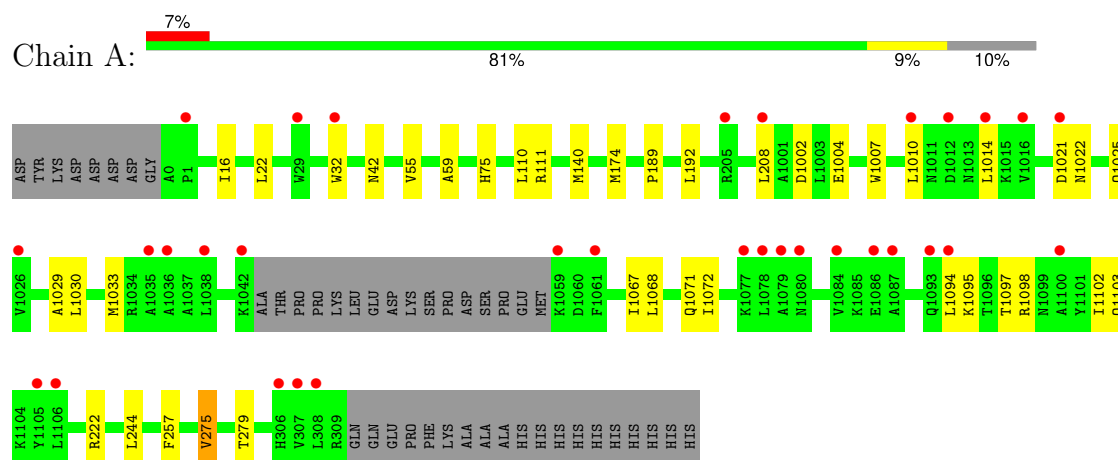 7%
Chain A:
81% 9% 10%
ASP TYR LYS ASP ASP ASP ASP GLY A0 P1 I16 L22 W29 W32 N42 V55 A59 H75 L110 R111 M140 M174 P189 L192 R205 L208 A1001 D1002 L1003 E1004 W1007 L1010 N1011 D1012 N1013 L1014 K1015 V1016 D1021 N1022
V1026 A1029 L1030 M1033 R1034 A1035 A1036 A1037 L1038 K1042 ALA THR PRO PRO LYS LEU GLU ASP LYS SER PRO ASP SER PRO GLU MET K1059 D1060 F1061 I1067 L1068 Q1071 I1072 K1077 L1078 A1079 N1080 V1084 K1085 E1086 A1087 Q1093 L1094 K1095 T1096 T1097 R1098 N1099 A1100 Y1101 I1102
K1104 Y1105 L1106 R222 L244 F257 V275 T279 H306 V307 L308 R309 GLN GLN GLU PRO PHE LYS ALA ALA ALA HIS HIS HIS HIS HIS HIS HIS HIS HIS HIS